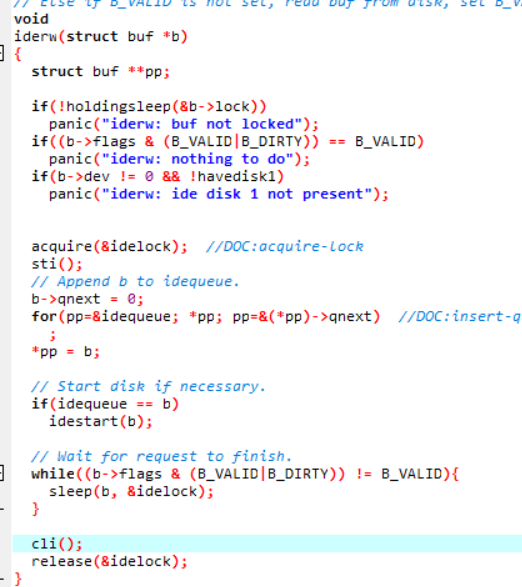 // Else if B_VALID is not set, read buf from disk, set B_V
void
iderw(struct buf *b)
{
struct buf **pp;
if(!holdingsleep(&b->lock))
panic("iderw: buf not locked");
if((b->flags & (B_VALID|B_DIRTY)) == B_VALID)
panic("iderw: nothing to do");
if(b->dev != 0 && !havedisk1)
panic("iderw: ide disk 1 not present");
acquire(&idelock);  //DOC:acquire-lock
sti();
// Append b to idequeue.
b->qnext = 0;
for(pp=&idequeue; *pp; pp=&(*pp)->qnext)  //DOC:insert-q
;
*pp = b;
// Start disk if necessary.
if(idequeue == b)
idestart(b);
// Wait for request to finish.
while((b->flags & (B_VALID|B_DIRTY)) != B_VALID){
sleep(b, &idelock);
}
cli();
release(&idelock);
}